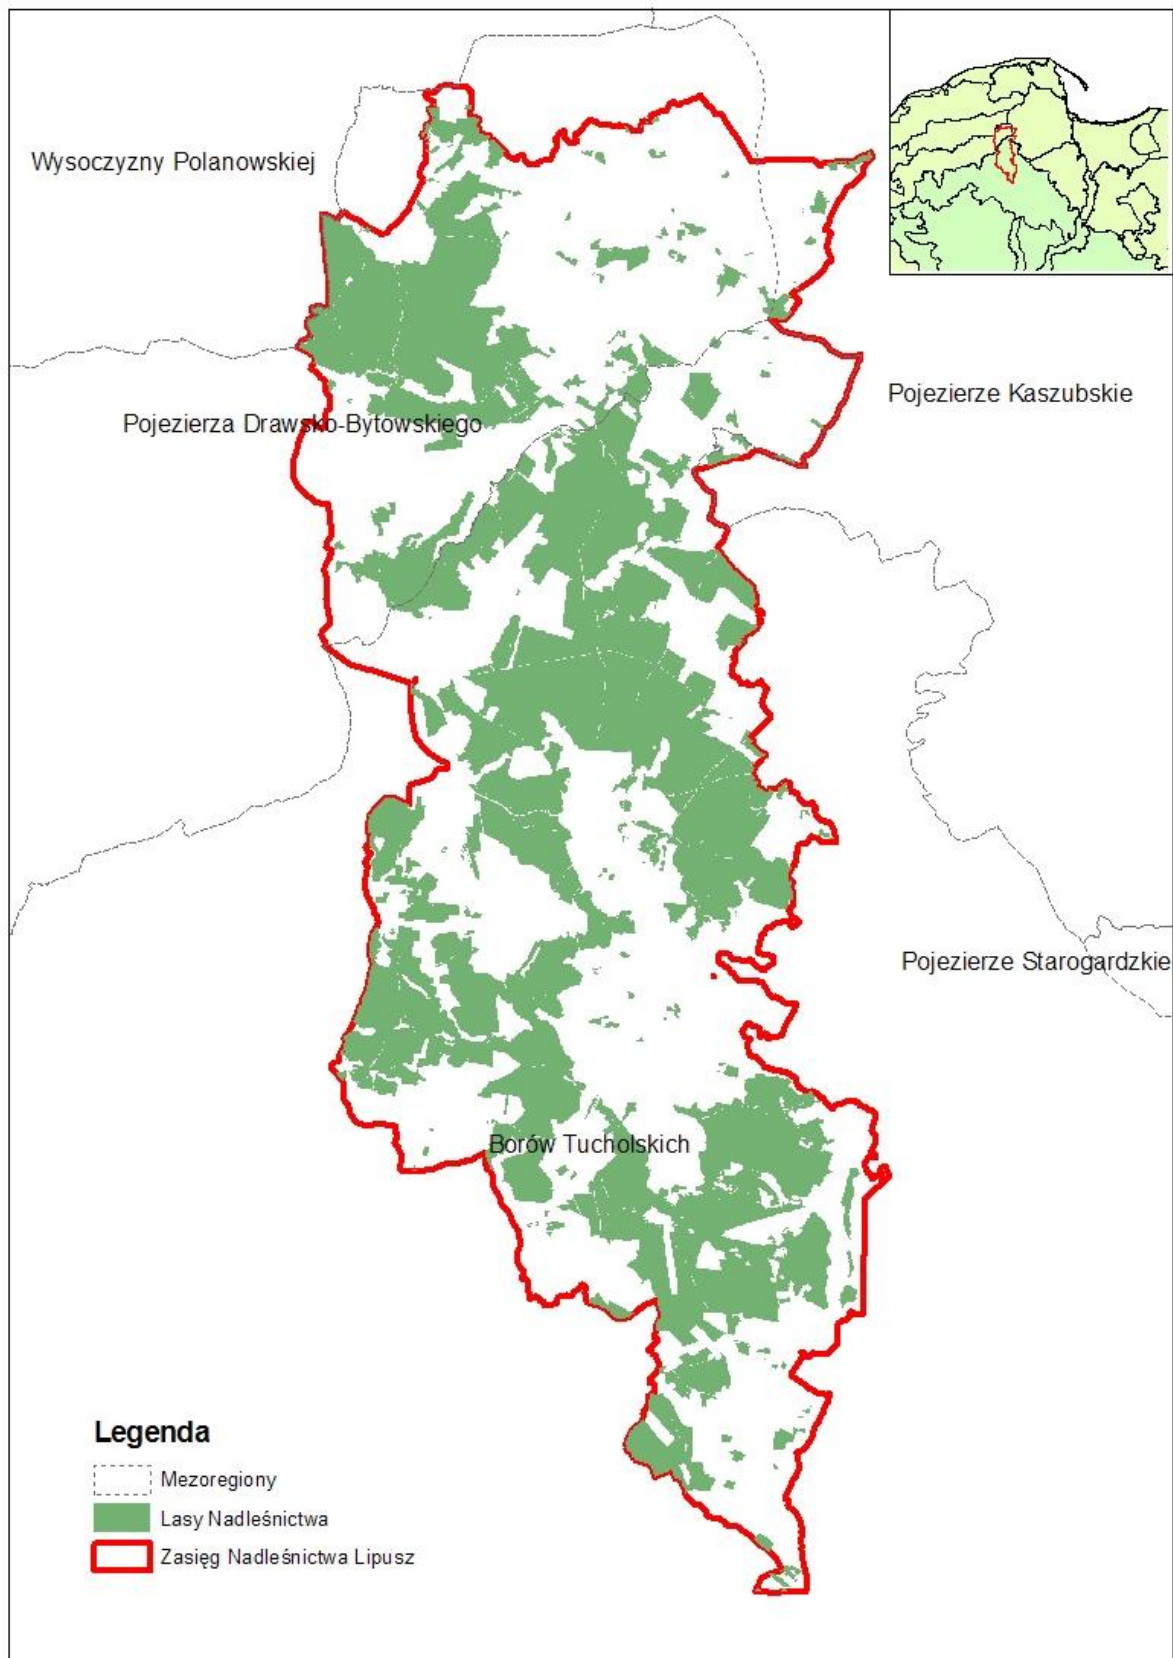 Wysoczyzny Polanowskiej
Pojezierze Kaszubskie
Pojezierza Drawsko-Bytowskiego
Pojezierze Starogardzkie
Borów Tucholskich
Legenda
Mezoregiony
Lasy Nadleśnictwa
Zasięg Nadleśnictwa Lipusz